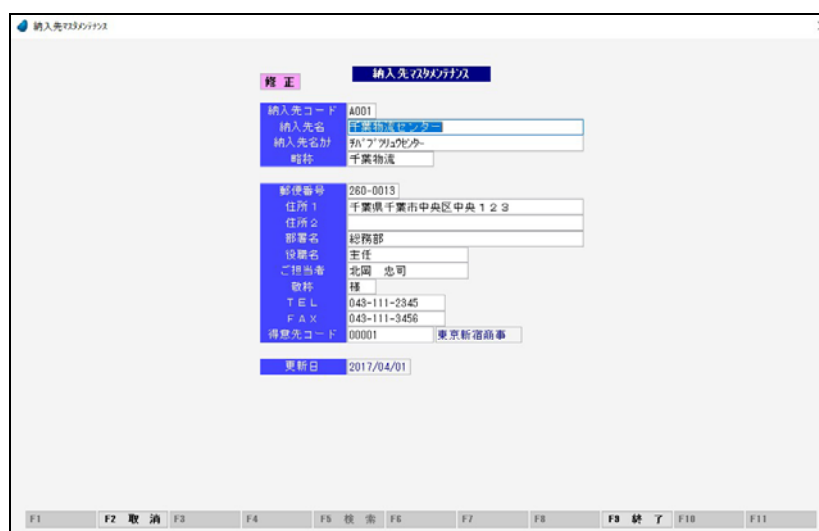 納入先ﾏｽﾀﾒﾝﾃﾅﾝｽ
修 正
納入先ﾏｽﾀﾒﾝﾃﾅﾝｽ
納入先コード A001
納入先名 千葉物流センター
納入先名ｶﾅ ﾁﾊﾞﾌﾞﾂﾘｭｳｾﾝﾀｰ
略称 千葉物流
郵便番号 260-0013
住所1 千葉県千葉市中央区中央123
住所2
部署名 総務部
役職名 主任
ご担当者 北岡 忠司
敬称 様
TEL 043-111-2345
FAX 043-111-3456
得意先コード 00001 東京新宿商事
更新日 2017/04/01
F1 F2 取 消 F3 F4 F5 検 索 F6 F7 F8 F9 終 了 F10 F11